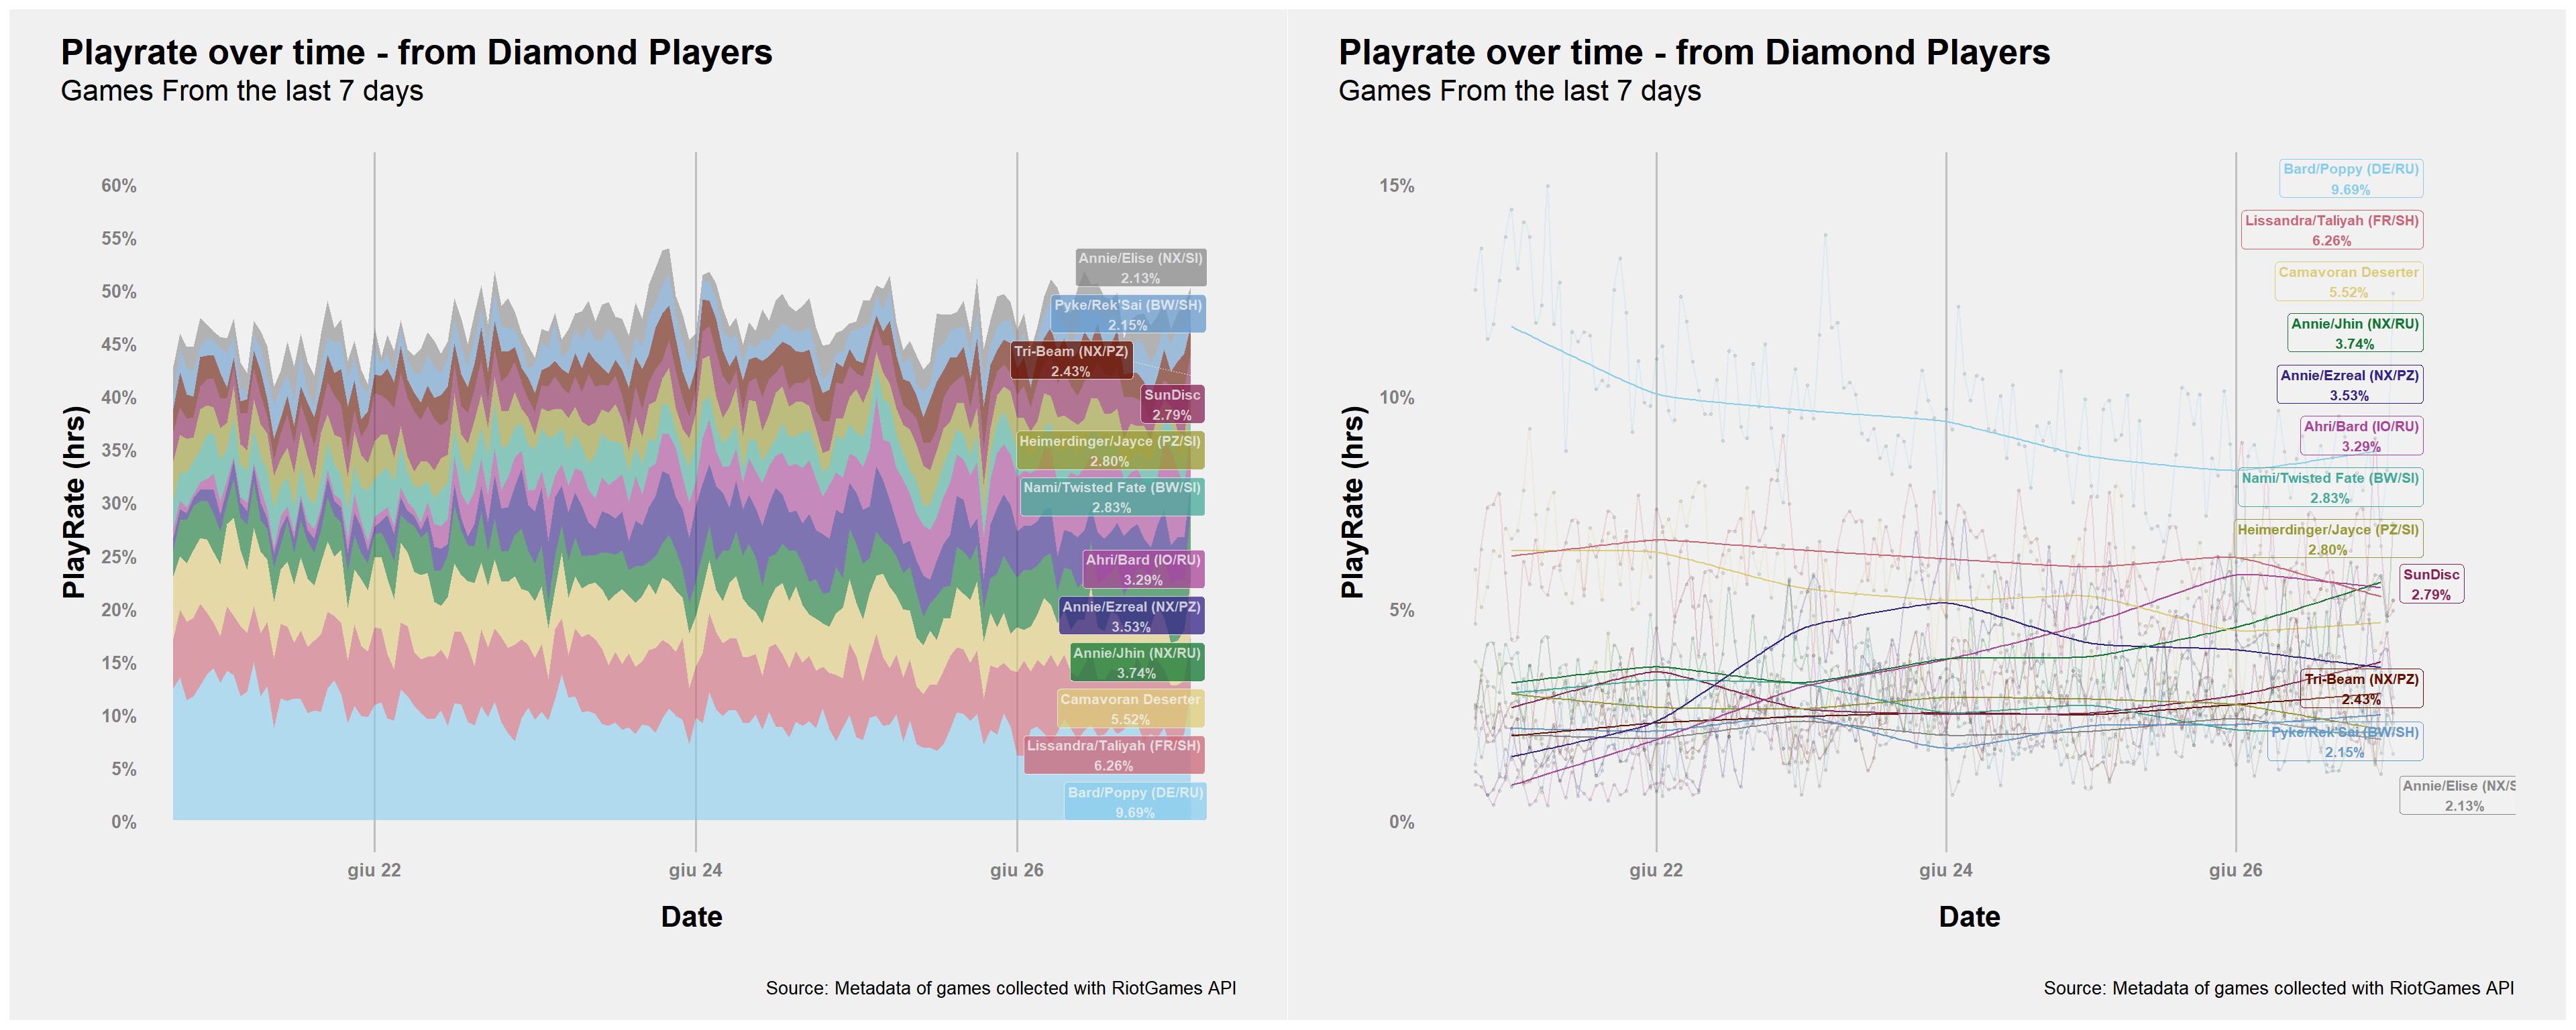 Playrate over time - from Diamond Players
Games From the last 7 days
PlayRate (hrs)
60%
55%
50%
45%
40%
35%
30%
25%
20%
15%
10%
5%
0%
Annie/Elise (NX/SI)
2.13%
Pyke/Rek'Sai (BW/SH)
2.15%
Tri-Beam (NX/PZ)
2.43%
SunDisc
2.79%
Heimerdinger/Jayce (PZ/SI)
2.80%
Nami/Twisted Fate (BW/SI)
2.83%
Ahri/Bard (IO/RU)
3.29%
Annie/Ezreal (NX/PZ)
3.53%
Annie/Jhin (NX/RU)
3.74%
Camavoran Deserter
5.52%
Lissandra/Taliyah (FR/SH)
6.26%
Bard/Poppy (DE/RU)
9.69%
giu 22
giu 24
giu 26
Date
Source: Metadata of games collected with RiotGames API
Playrate over time - from Diamond Players
Games From the last 7 days
PlayRate (hrs)
15%
10%
5%
0%
Bard/Poppy (DE/RU)
9.69%
Lissandra/Taliyah (FR/SH)
6.26%
Camavoran Deserter
5.52%
Annie/Jhin (NX/RU)
3.74%
Annie/Ezreal (NX/PZ)
3.53%
Ahri/Bard (IO/RU)
3.29%
Nami/Twisted Fate (BW/SI)
2.83%
Heimerdinger/Jayce (PZ/SI)
2.80%
SunDisc
2.79%
Tri-Beam (NX/PZ)
2.43%
Pyke/Rek'Sai (BW/SH)
2.15%
Annie/Elise (NX/S
2.13%
giu 22
giu 24
giu 26
Date
Source: Metadata of games collected with RiotGames API